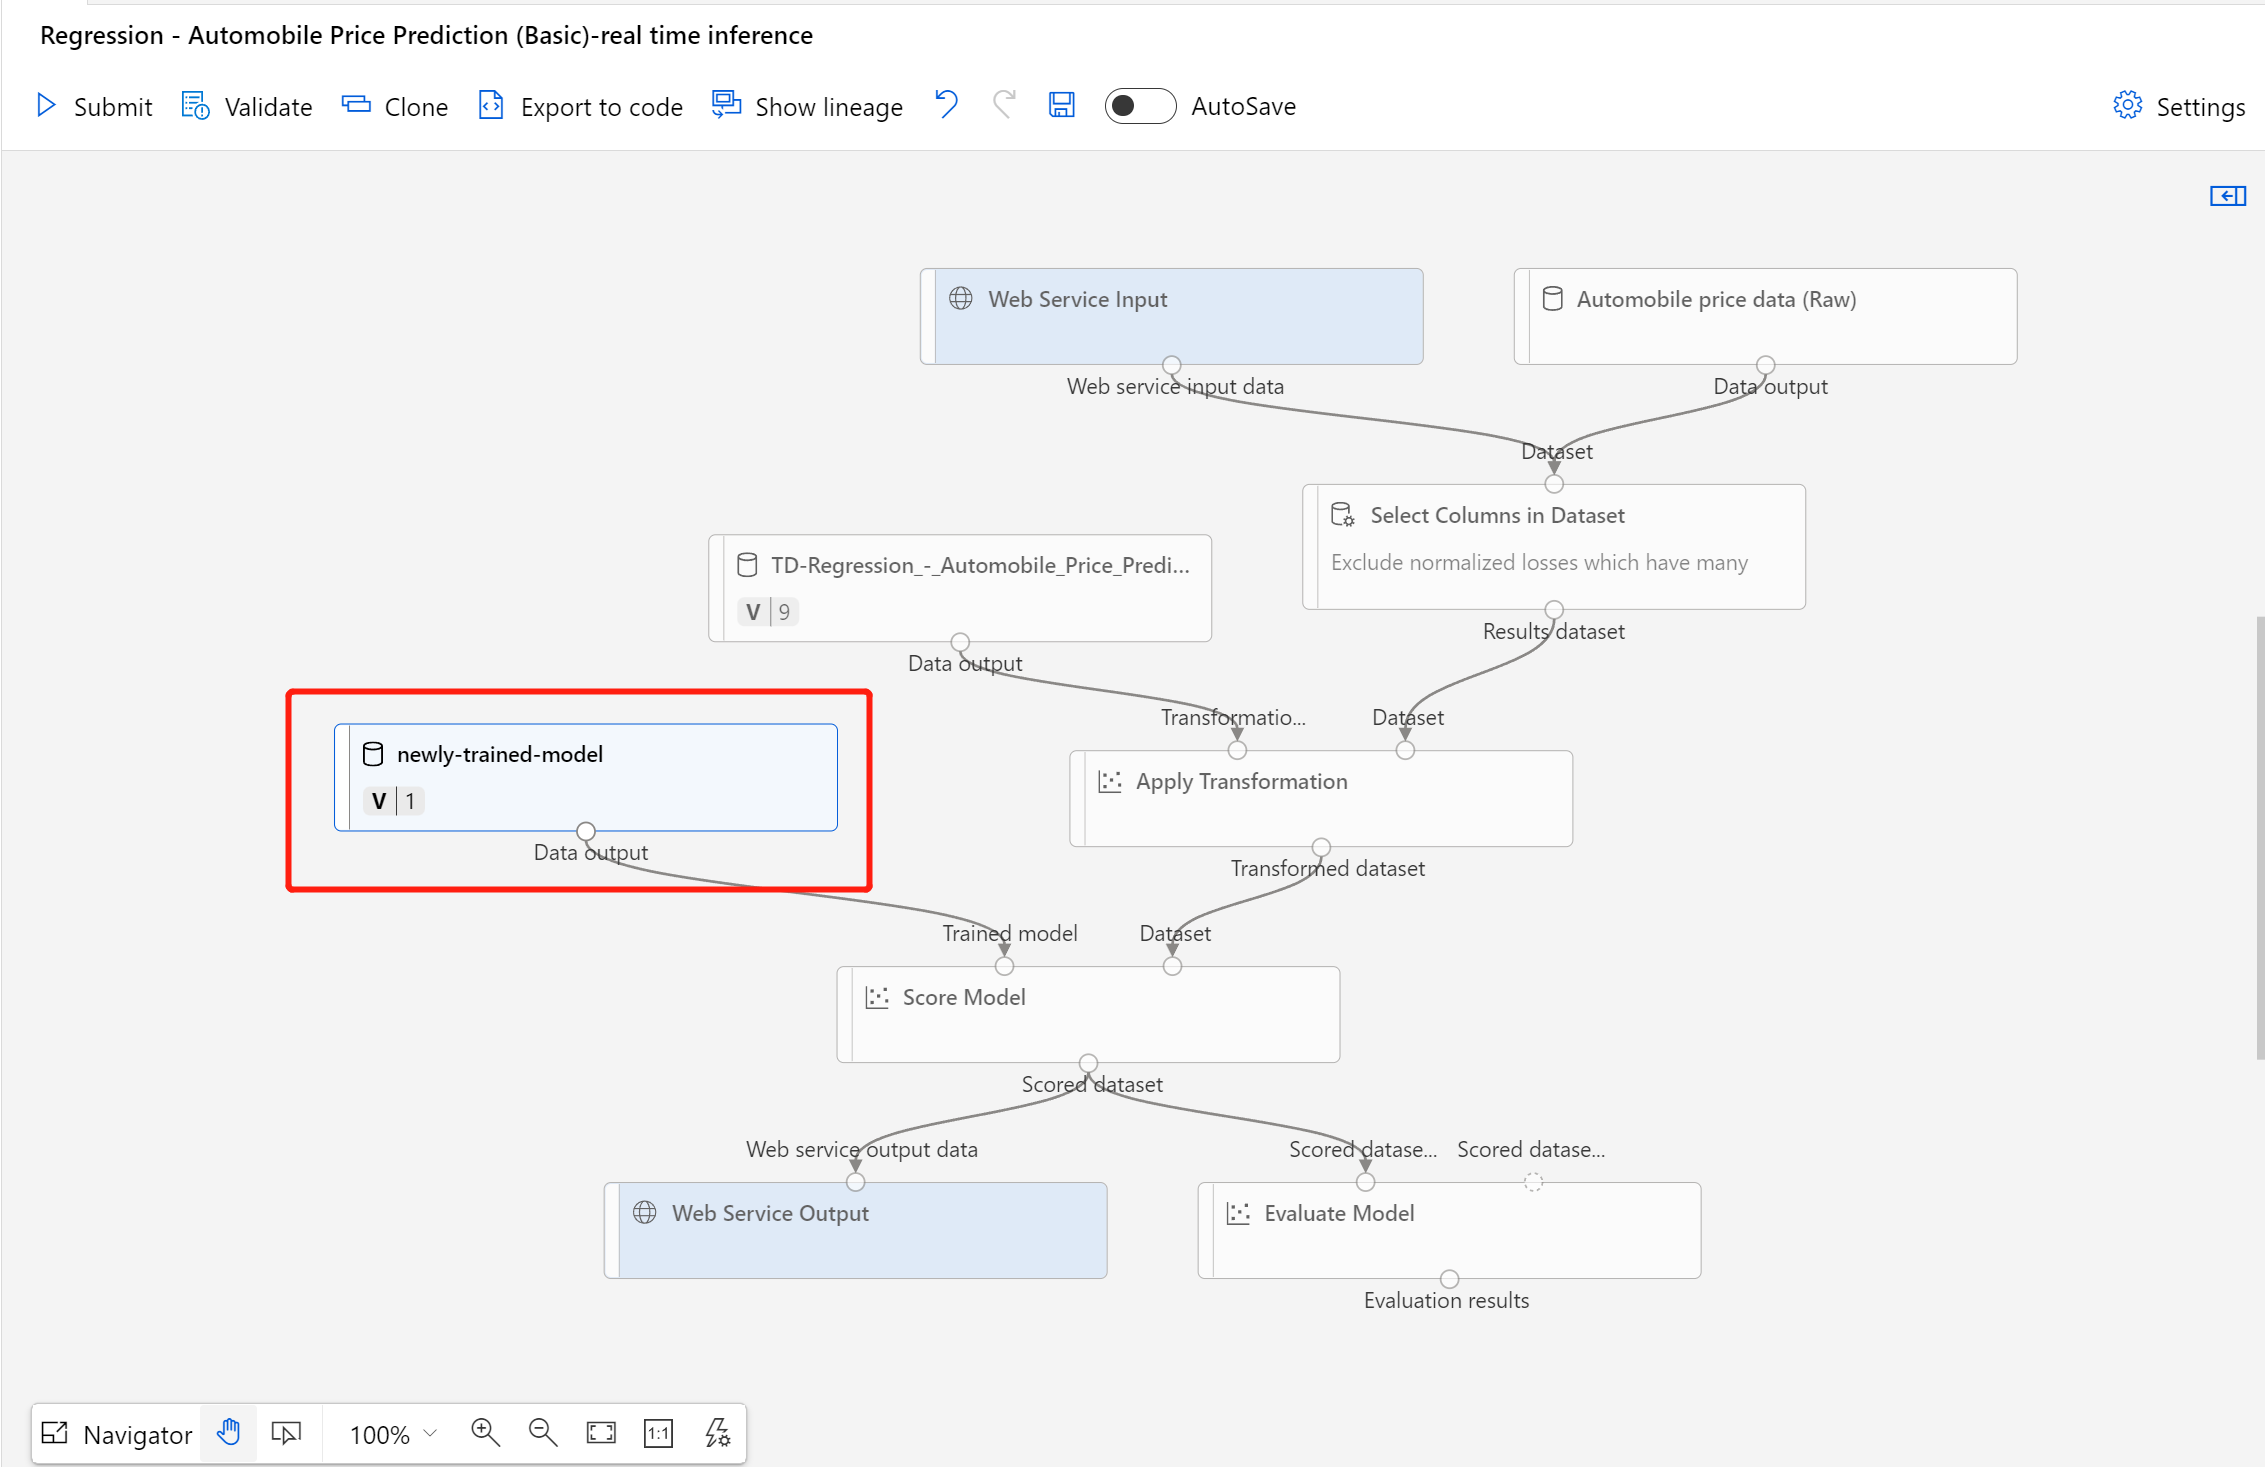 Regression - Automobile Price Prediction (Basic)-real time inference
Submit Validate Clone Export to code Show lineage AutoSave Settings
Web Service Input
Automobile price data (Raw)
Web service input data
Data output
Dataset
Select Columns in Dataset
Exclude normalized losses which have many
TD-Regression_-_Automobile_Price_Predi...
V 9
Results dataset
Data output
Transformatio...
Dataset
newly-trained-model
V 1
Apply Transformation
Data output
Transformed dataset
Trained model
Dataset
Score Model
Scored dataset
Web service output data
Scored datase...
Scored datase...
Web Service Output
Evaluate Model
Evaluation results
Navigator 100% 1:1